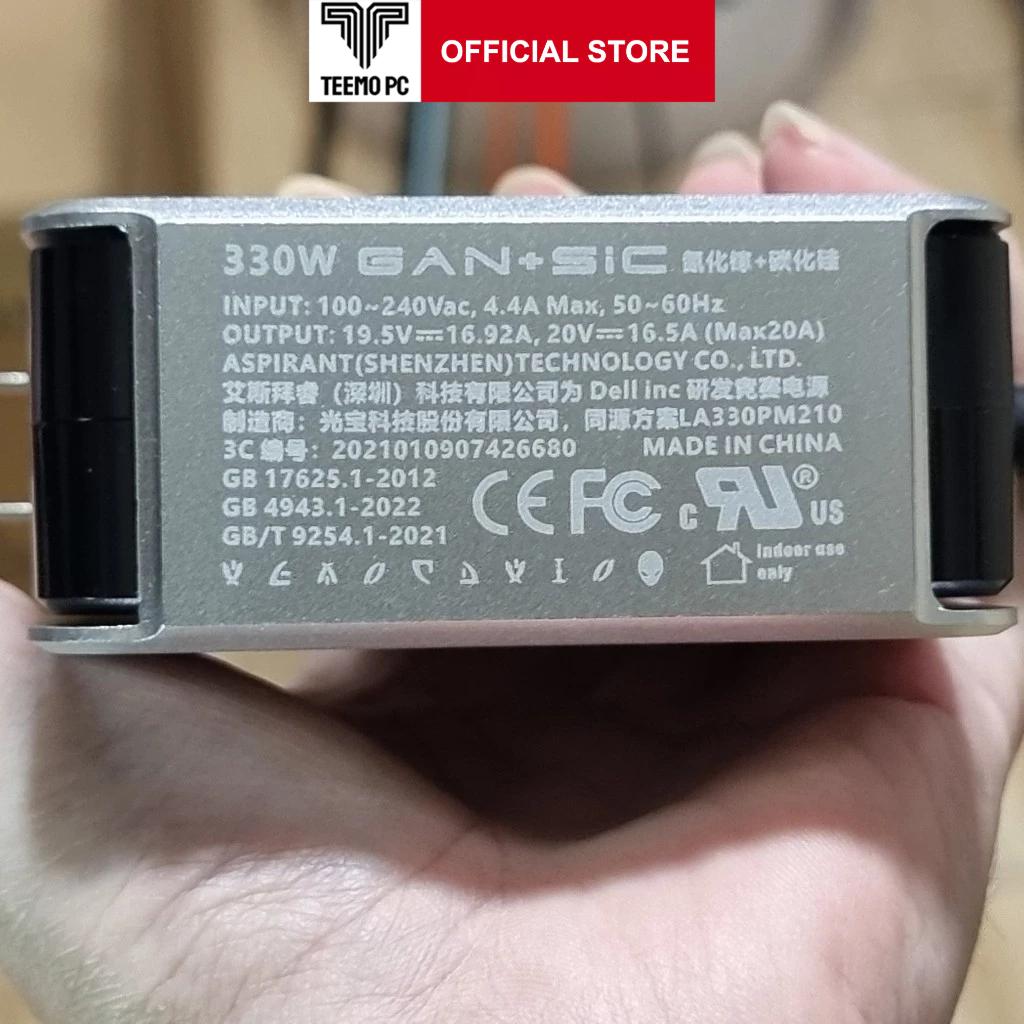 TEEMO PC
OFFICIAL STORE
330W GAN+SiC 氮化镓+碳化硅
INPUT: 100~240Vac, 4.4A Max, 50~60Hz
OUTPUT: 19.5V⎓16.92A, 20V⎓16.5A (Max20A)
ASPIRANT(SHENZHEN)TECHNOLOGY CO., LTD.
艾斯拜睿（深圳）科技有限公司为 Dell inc 研发竞赛电源
制造商：光宝科技股份有限公司，同源方案LA330PM210
3C 编号：2021010907426680 MADE IN CHINA
GB 17625.1-2012
GB 4943.1-2022
GB/T 9254.1-2021
CE FC c RU® US
Indoor use
only